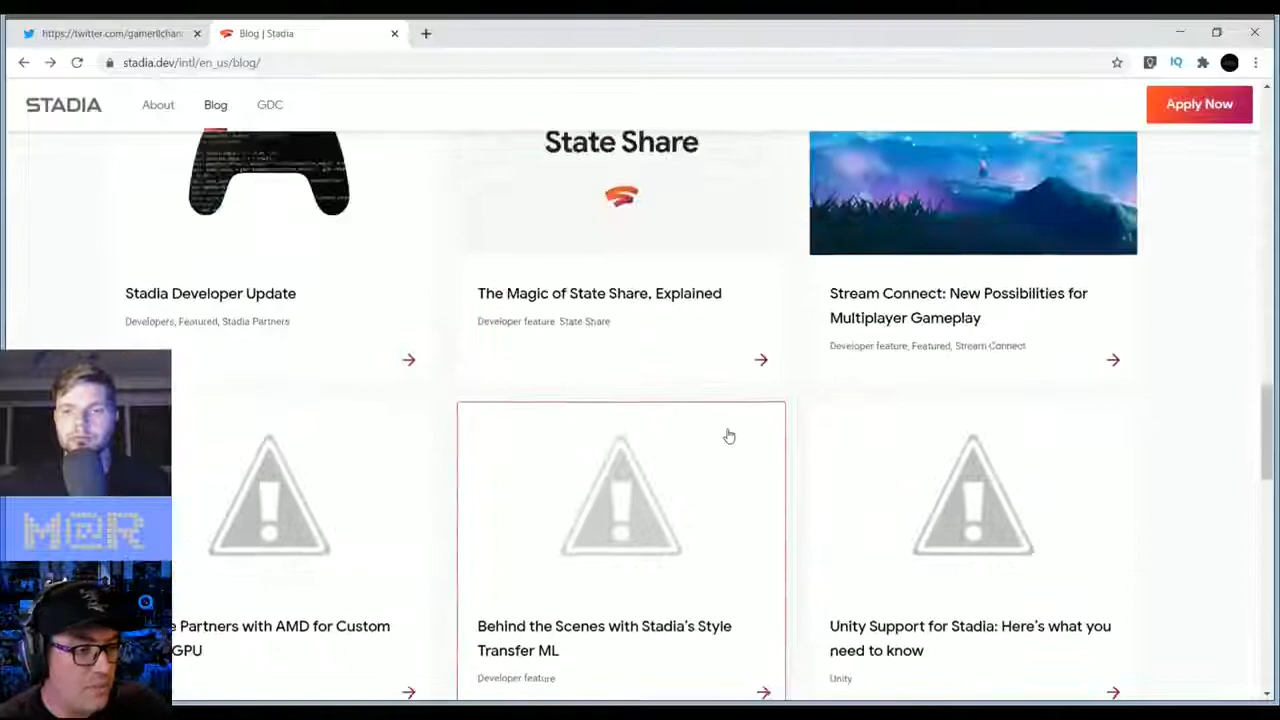 https://twitter.com/gamerllchan
Blog | Stadia
stadia.dev/intl/en_us/blog/
IQ
STADIA
About
Blog
GDC
Apply Now
State Share
Stadia Developer Update
Developers, Featured, Stadia Partners
The Magic of State Share, Explained
Developer feature State Share
Stream Connect: New Possibilities for
Multiplayer Gameplay
Developer feature, Featured, Stream Connect
M@R
Partners with AMD for Custom
GPU
Behind the Scenes with Stadia's Style
Transfer ML
Developer feature
Unity Support for Stadia: Here's what you
need to know
Unity